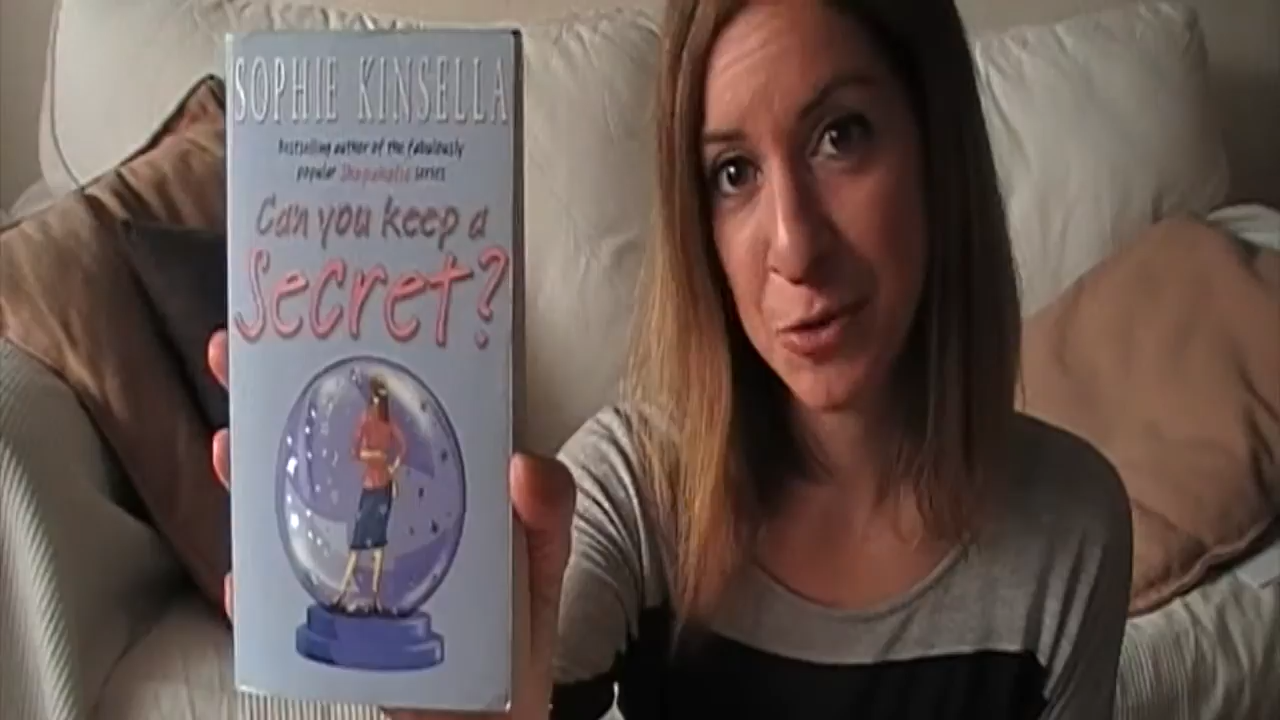 SOPHIE KINSELLA
Bestselling author of the fabulously
popular Shopaholic series
Can you keep a
Secret?